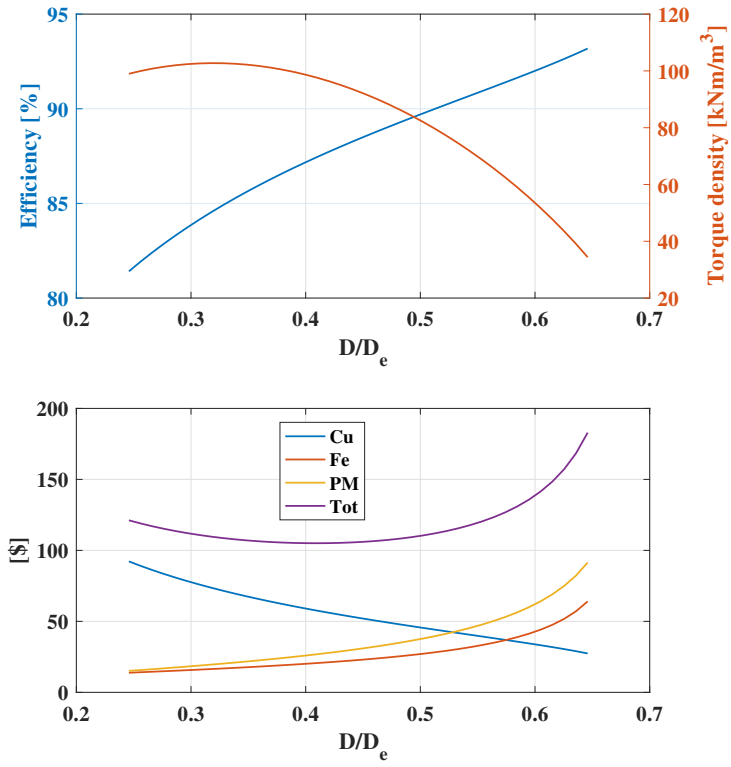 95
90
85
80
Efficiency [%]
120
100
80
60
40
20
Torque density [kNm/m³]
0.2 0.3 0.4 0.5 0.6 0.7
D/Dₑ
200
150
100
50
0
[$]
Cu
Fe
PM
Tot
0.2 0.3 0.4 0.5 0.6 0.7
D/Dₑ